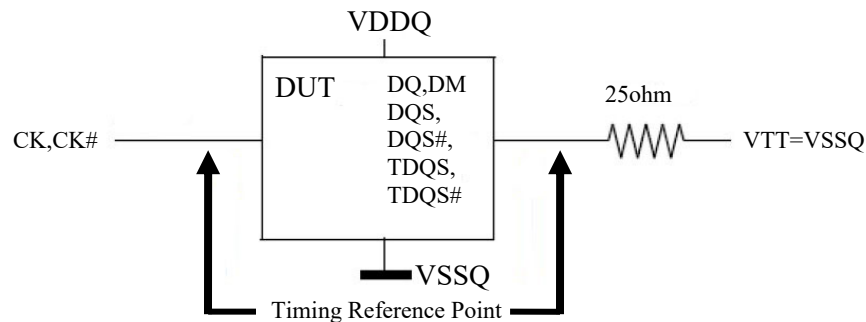 VDDQ
DUT
DQ,DM
DQS,
DQS#,
TDQS,
TDQS#
25ohm
CK,CK#
VTT=VSSQ
VSSQ
Timing Reference Point